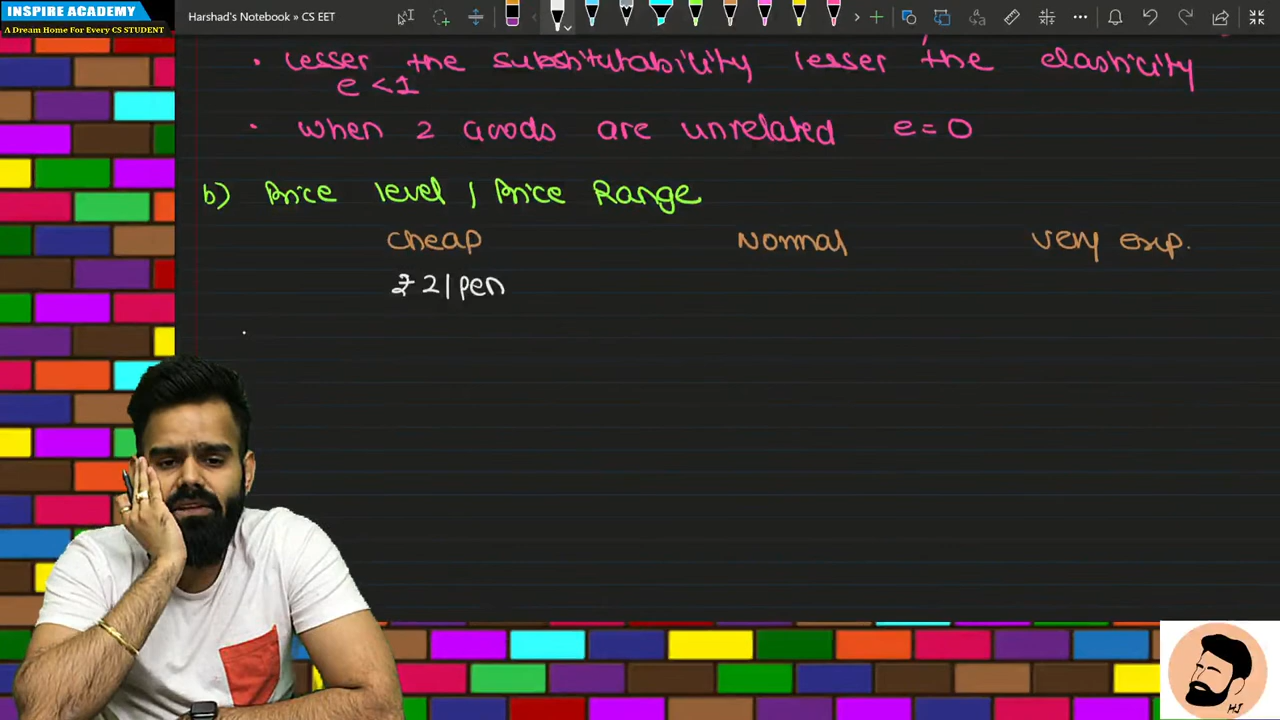 INSPIRE ACADEMY
A Dream Home For Every CS STUDENT
Harshad's Notebook » CS EET
• Lesser the substitutability lesser the elasticity
e < 1
• When 2 Goods are unrelated e = 0
b) Price level | Price Range
Cheap Normal Very exp.
₹ 2 | pen
HJ